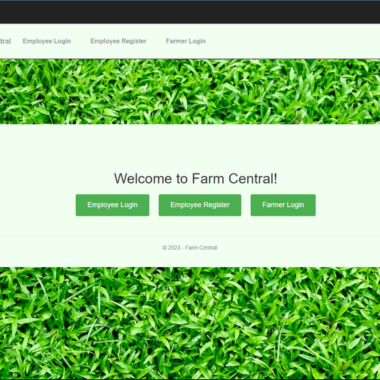 tral Employee Login Employee Register Farmer Login
Welcome to Farm Central!
Employee Login Employee Register Farmer Login
© 2023 - Farm Central